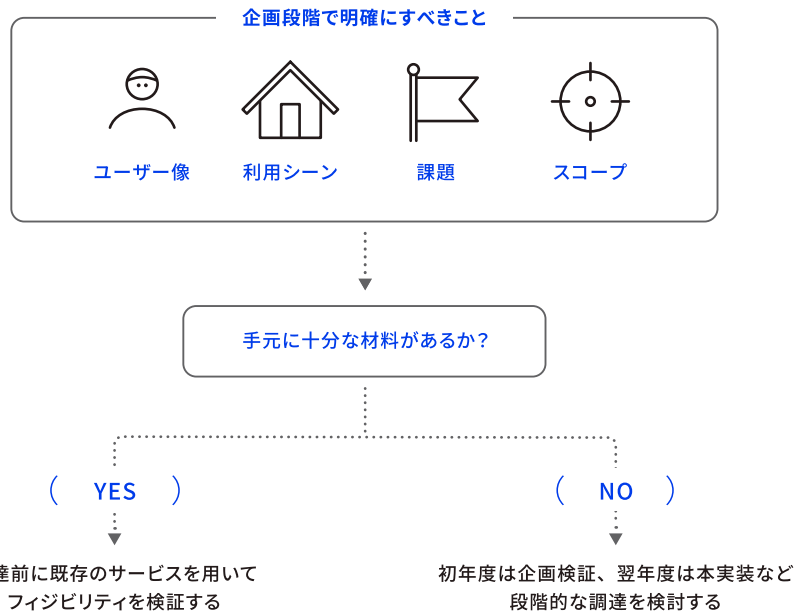 企画段階で明確にすべきこと
ユーザー像 利用シーン 課題 スコープ
手元に十分な材料があるか？
( YES ) ( NO )
達前に既存のサービスを用いて
フィジビリティを検証する
初年度は企画検証、翌年度は本実装など
段階的な調達を検討する